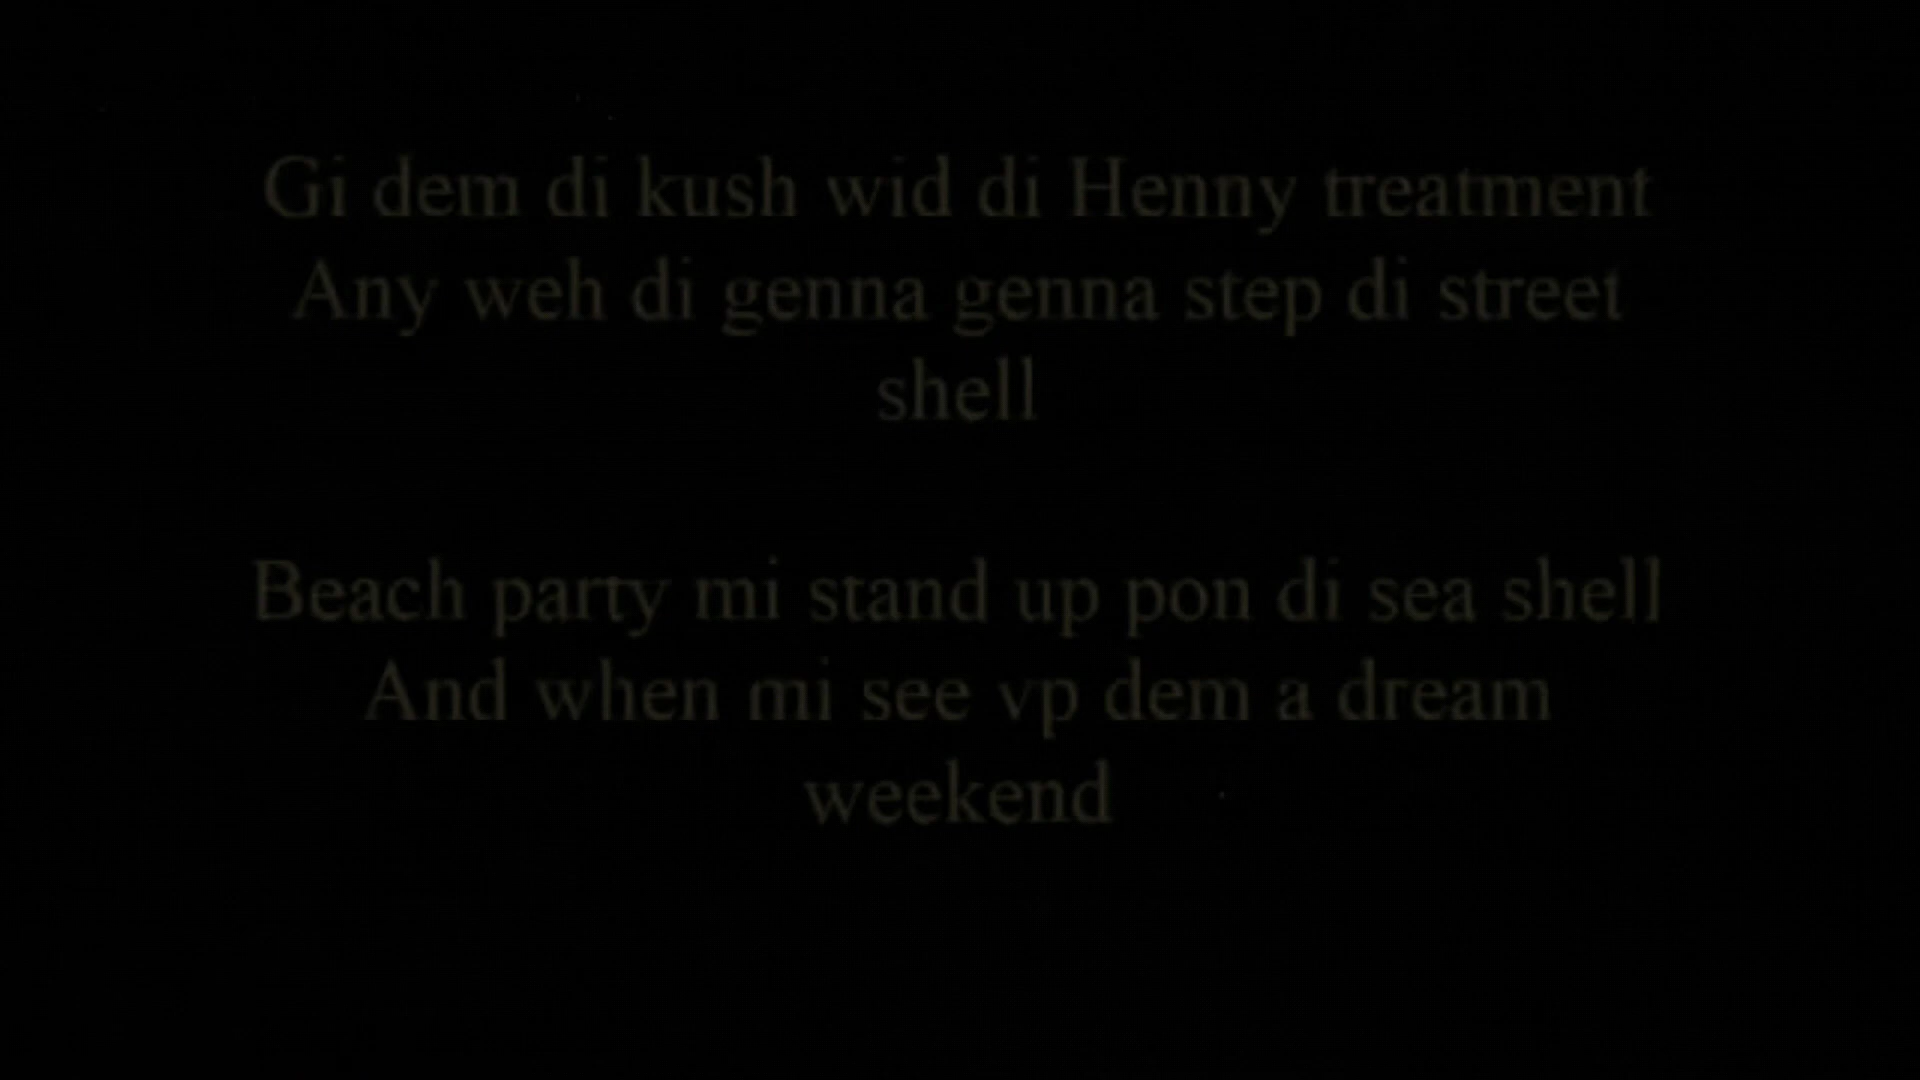 Gi dem di kush wid di Henny treatment
Any weh di genna genna step di street
shell
Beach party mi stand up pon di sea shell
And when mi see vp dem a dream
weekend